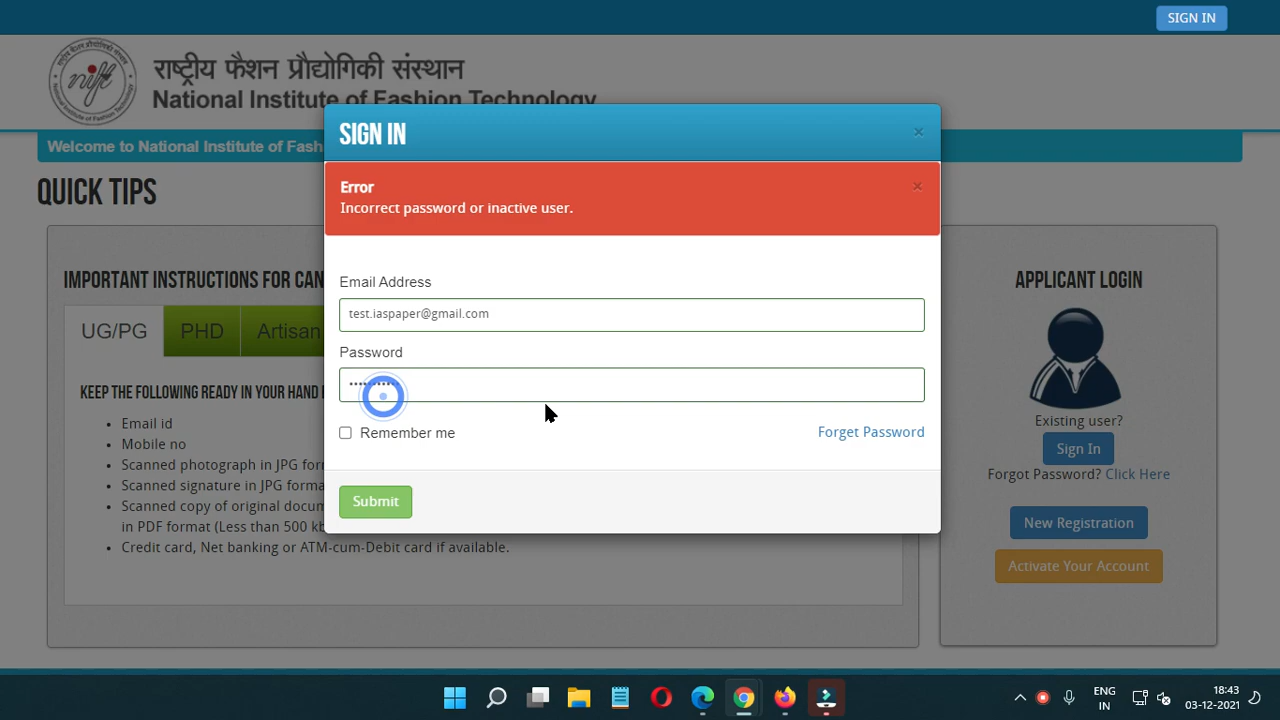 SIGN IN
राष्ट्रीय फैशन प्रौद्योगिकी संस्थान
National Institute of Fashion Technology
Welcome to National Institute of Fash
QUICK TIPS
SIGN IN
×
Error
×
Incorrect password or inactive user.
Email Address
test.iaspaper@gmail.com
Password
Remember me
Forget Password
Submit
IMPORTANT INSTRUCTIONS FOR CAN
UG/PG
PHD
Artisan
KEEP THE FOLLOWING READY IN YOUR HAND
Email id
Mobile no
Scanned photograph in JPG
Scanned signature in JPG
Scanned copy of original
in PDF format (Less than 500
Credit card, Net banking or ATM-cum-Debit card if available.
APPLICANT LOGIN
Existing user?
Sign In
Forgot Password? Click Here
New Registration
Activate Your Account
ENG
IN
18:43
03-12-2021